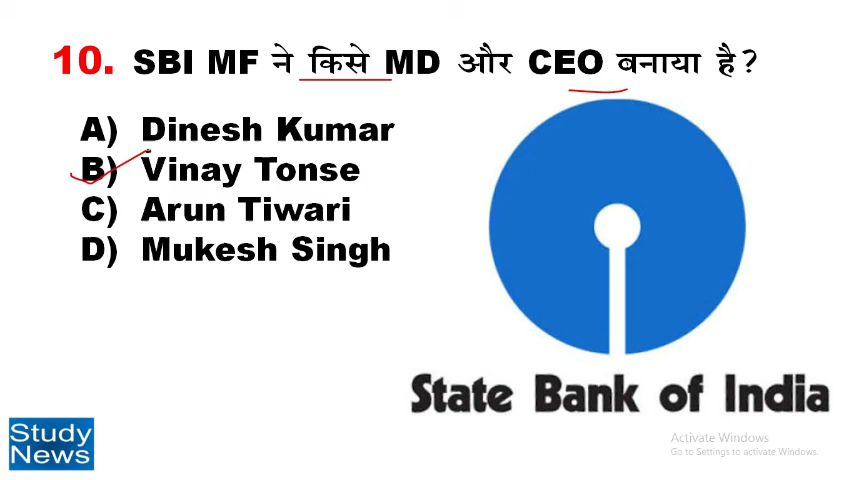 10. SBI MF ने किसे MD और CEO बनाया है?
A) Dinesh Kumar
B) Vinay Tonse
C) Arun Tiwari
D) Mukesh Singh
State Bank of India
Study
News
Activate Windows
Go to Settings to activate Windows.